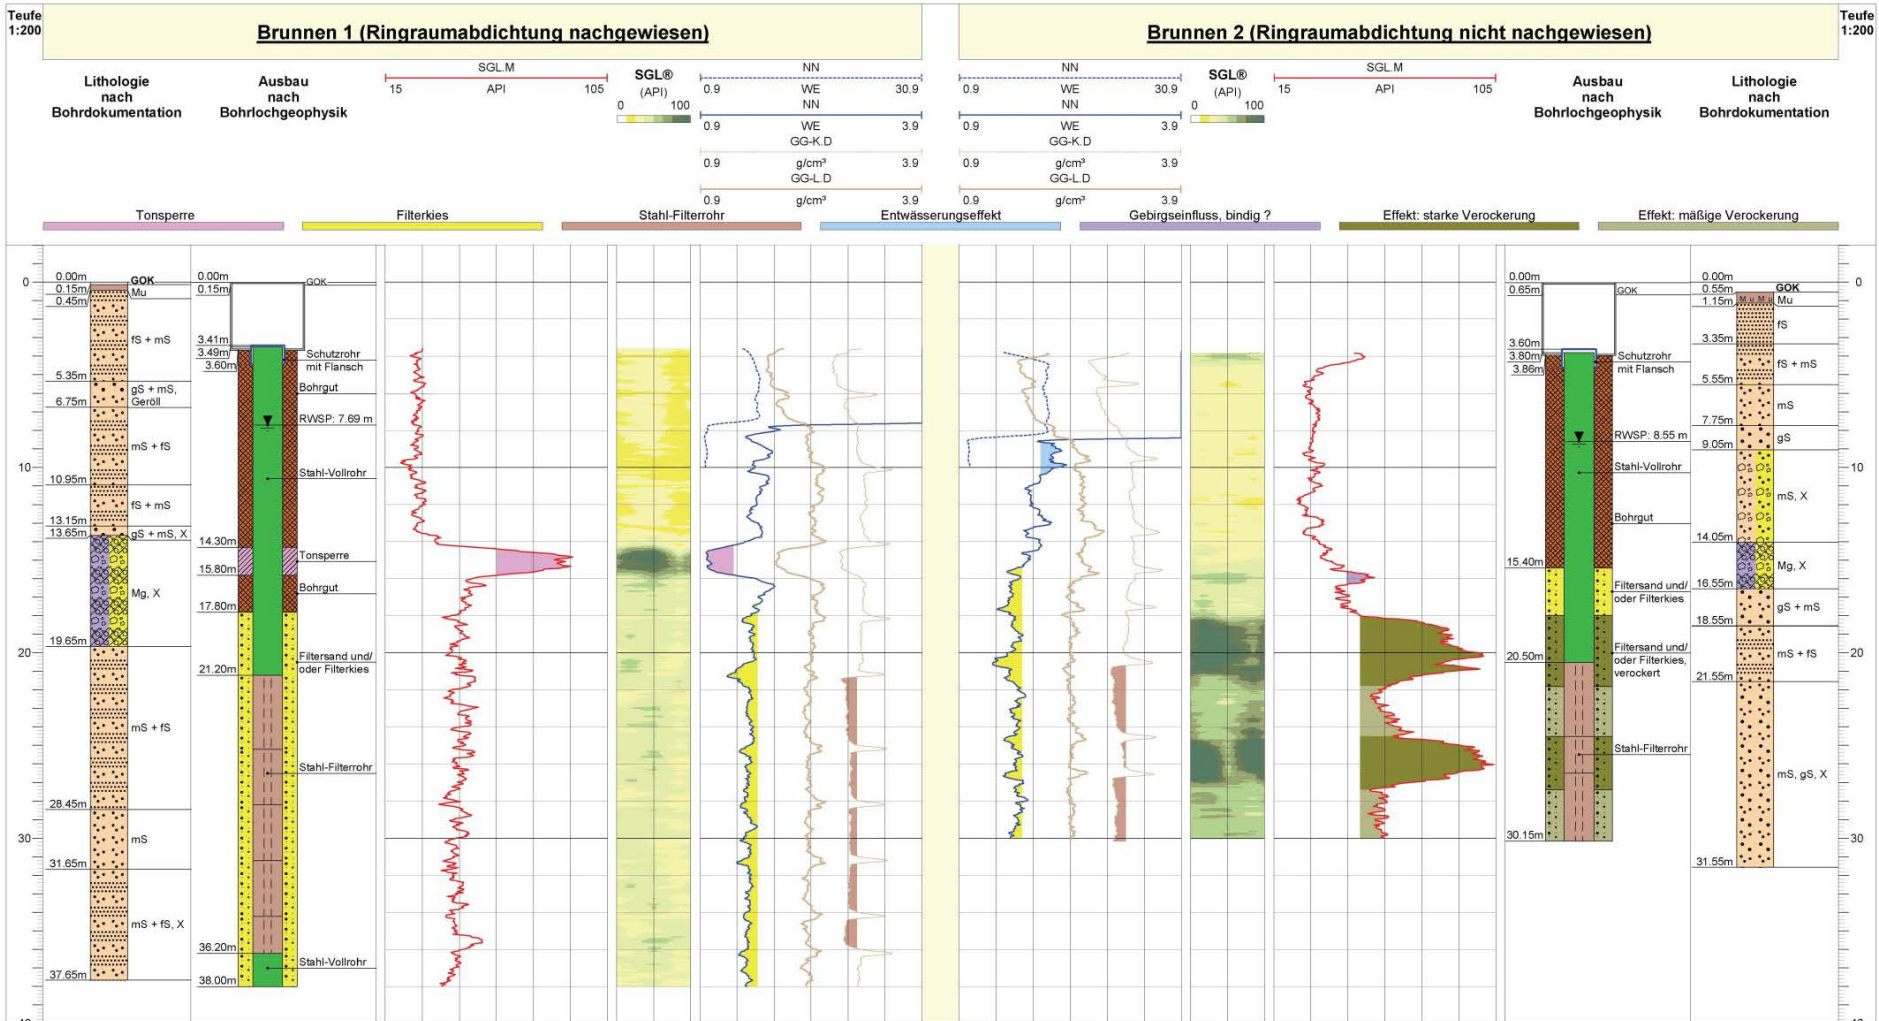 Teufe
1:200
Brunnen 1 (Ringraumabdichtung nachgewiesen)
Brunnen 2 (Ringraumabdichtung nicht nachgewiesen)
Teufe
1:200
Lithologie
nach
Bohrdokumentation
Ausbau
nach
Bohrlochgeophysik
SGL.M
15 API 105
SGL®
(API)
0 100
NN
0.9 WE 30.9
NN
0.9 WE 3.9
GG-K.D
0.9 g/cm³ 3.9
GG-L.D
0.9 g/cm³ 3.9
NN
0.9 WE 30.9
NN
0.9 WE 3.9
GG-K.D
0.9 g/cm³ 3.9
GG-L.D
0.9 g/cm³ 3.9
SGL®
(API)
0 100
SGL.M
15 API 105
Ausbau
nach
Bohrlochgeophysik
Lithologie
nach
Bohrdokumentation
Tonsperre
Filterkies
Stahl-Filterrohr
Entwässerungseffekt
Gebirgseinfluss, bindig ?
Effekt: starke Verockerung
Effekt: mäßige Verockerung
0
10
20
30
0.00m
0.15m
0.45m
5.35m
6.75m
10.95m
13.15m
13.65m
19.65m
28.45m
31.65m
37.65m
GOK
Mu
fS + mS
gS + mS,
Geröll
mS + fS
fS + mS
gS + mS, X
Mg, X
mS + fS
mS
mS + fS, X
0.00m
0.15m
3.41m
3.49m
3.60m
14.30m
15.80m
17.80m
21.20m
36.20m
38.00m
GOK
Schutzrohr
mit Flansch
Bohrgut
RWSP: 7.69 m
Stahl-Vollrohr
Tonsperre
Bohrgut
Filtersand und/
oder Filterkies
Stahl-Filterrohr
Stahl-Vollrohr
0.00m
0.65m
3.60m
3.80m
3.86m
15.40m
20.50m
30.15m
GOK
Schutzrohr
mit Flansch
RWSP: 8.55 m
Stahl-Vollrohr
Bohrgut
Filtersand und/
oder Filterkies
Filtersand und/
oder Filterkies,
verockert
Stahl-Filterrohr
0.00m
0.55m
1.15m
3.35m
5.55m
7.75m
9.05m
14.05m
16.55m
18.55m
21.55m
31.55m
GOK
M u M u
Mu
fS
fS + mS
mS
gS
mS, X
Mg, X
gS + mS
mS + fS
mS, gS, X
0
10
20
30